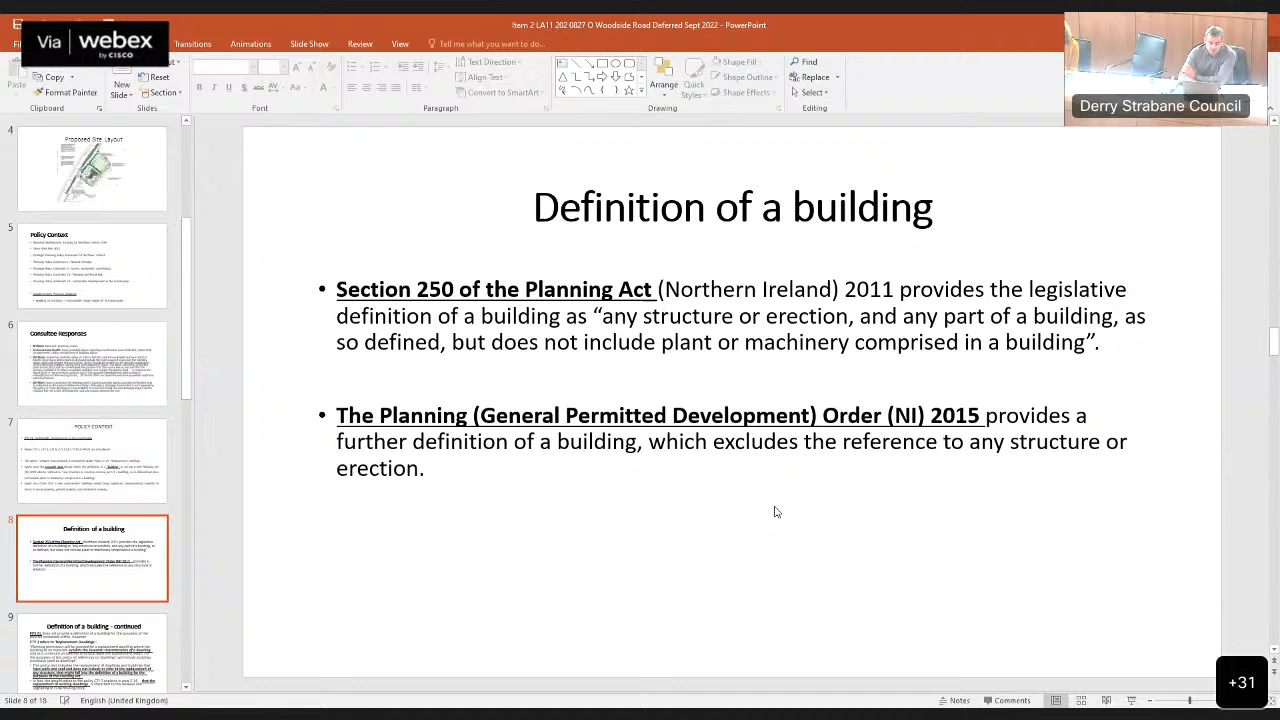 Item 2 LA11 202 0827 O Woodside Road Deferred Sept 2022 - PowerPoint
Via webex
by CISCO
Transitions Animations Slide Show Review View Tell me what you want to do...
Derry Strabane Council
Paste
Copy
Format Painter
Clipboard
New
Slide
Reset
Section
Slides
Font
Text Direction
Align Text
Convert to SmartArt
Paragraph
Arrange
Quick
Styles
Shape Fill
Shape Outline
Shape Effects
Drawing
Find
Replace
Select
Editing
4
Proposed Site Layout
5
Policy Context
6
Consultee Responses
7
POLICY CONTEXT
8
Definition of a building
9
Definition of a building - continued
Definition of a building
• Section 250 of the Planning Act (Northern Ireland) 2011 provides the legislative
definition of a building as “any structure or erection, and any part of a building, as
so defined, but does not include plant or machinery comprised in a building”.
• The Planning (General Permitted Development) Order (NI) 2015 provides a
further definition of a building, which excludes the reference to any structure or
erection.
+31
Slide 8 of 18 English (United Kingdom) Notes Comments